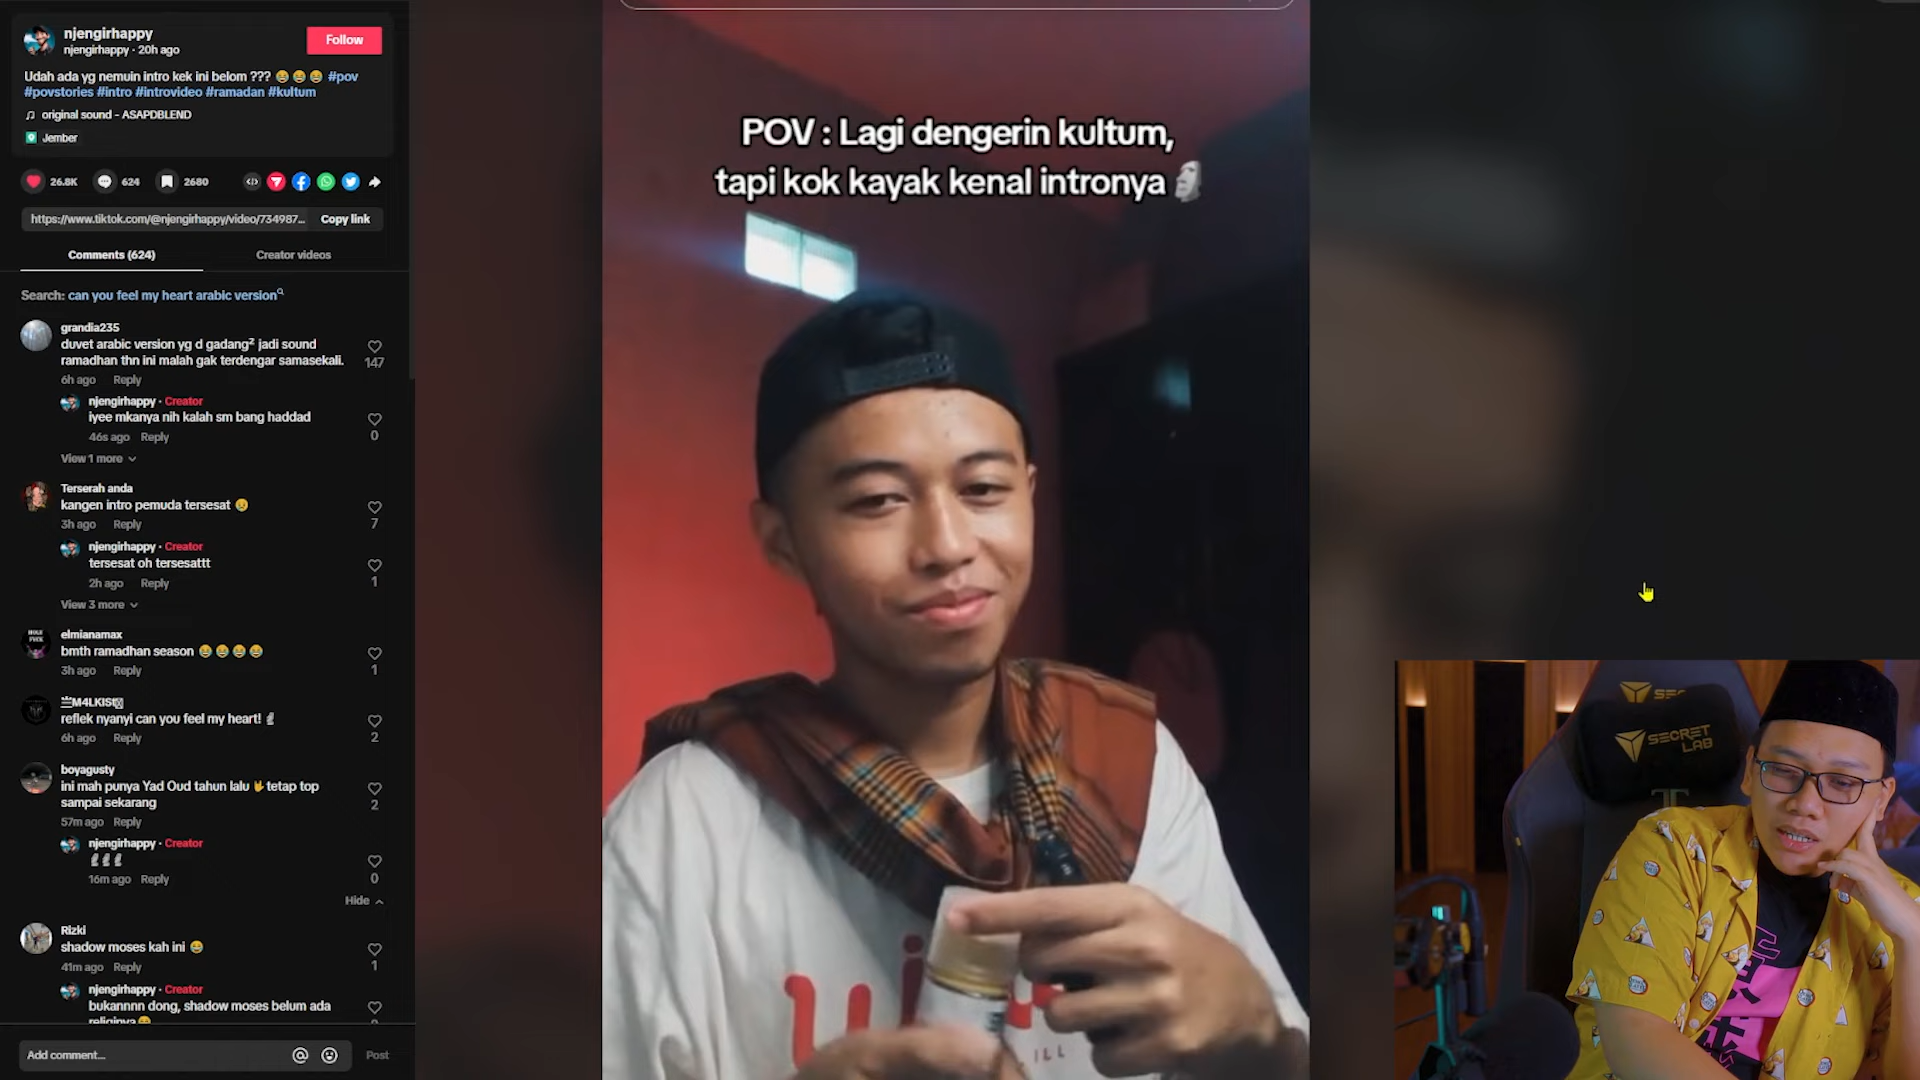 njengirhappy
njengirhappy · 20h ago
Follow
Udah ada yg nemuin intro kek ini belom ??? 😂 😂 😂 #pov
#povstories #intro #introvideo #ramadan #kultum
original sound - ASAPDBLEND
Jember
26.8K
624
2680
https://www.tiktok.com/@njengirhappy/video/734987...
Copy link
Comments (624)
Creator videos
Search: can you feel my heart arabic version
grandia235
duvet arabic version yg d gadang² jadi sound
ramadhan thn ini malah gak terdengar samasekali.
147
6h ago Reply
njengirhappy · Creator
iyee mkanya nih kalah sm bang haddad
0
46s ago Reply
View 1 more
Terserah anda
kangen intro pemuda tersesat 😢
7
3h ago Reply
njengirhappy · Creator
tersesat oh tersesattt
1
2h ago Reply
View 3 more
elmianamax
bmth ramadhan season 😂 😂 😂 😂
1
3h ago Reply
M4LKIST
reflek nyanyi can you feel my heart! ✌
2
6h ago Reply
boyagusty
ini mah punya Yad Oud tahun lalu 🤟 tetap top
sampai sekarang
2
57m ago Reply
njengirhappy · Creator
🗿🗿🗿
0
16m ago Reply
Hide
Rizki
shadow moses kah ini 😂
1
41m ago Reply
njengirhappy · Creator
bukannnn dong, shadow moses belum ada
religinya
Add comment...
Post
POV : Lagi dengerin kultum,
tapi kok kayak kenal intronya 🗿
SECRET
LAB